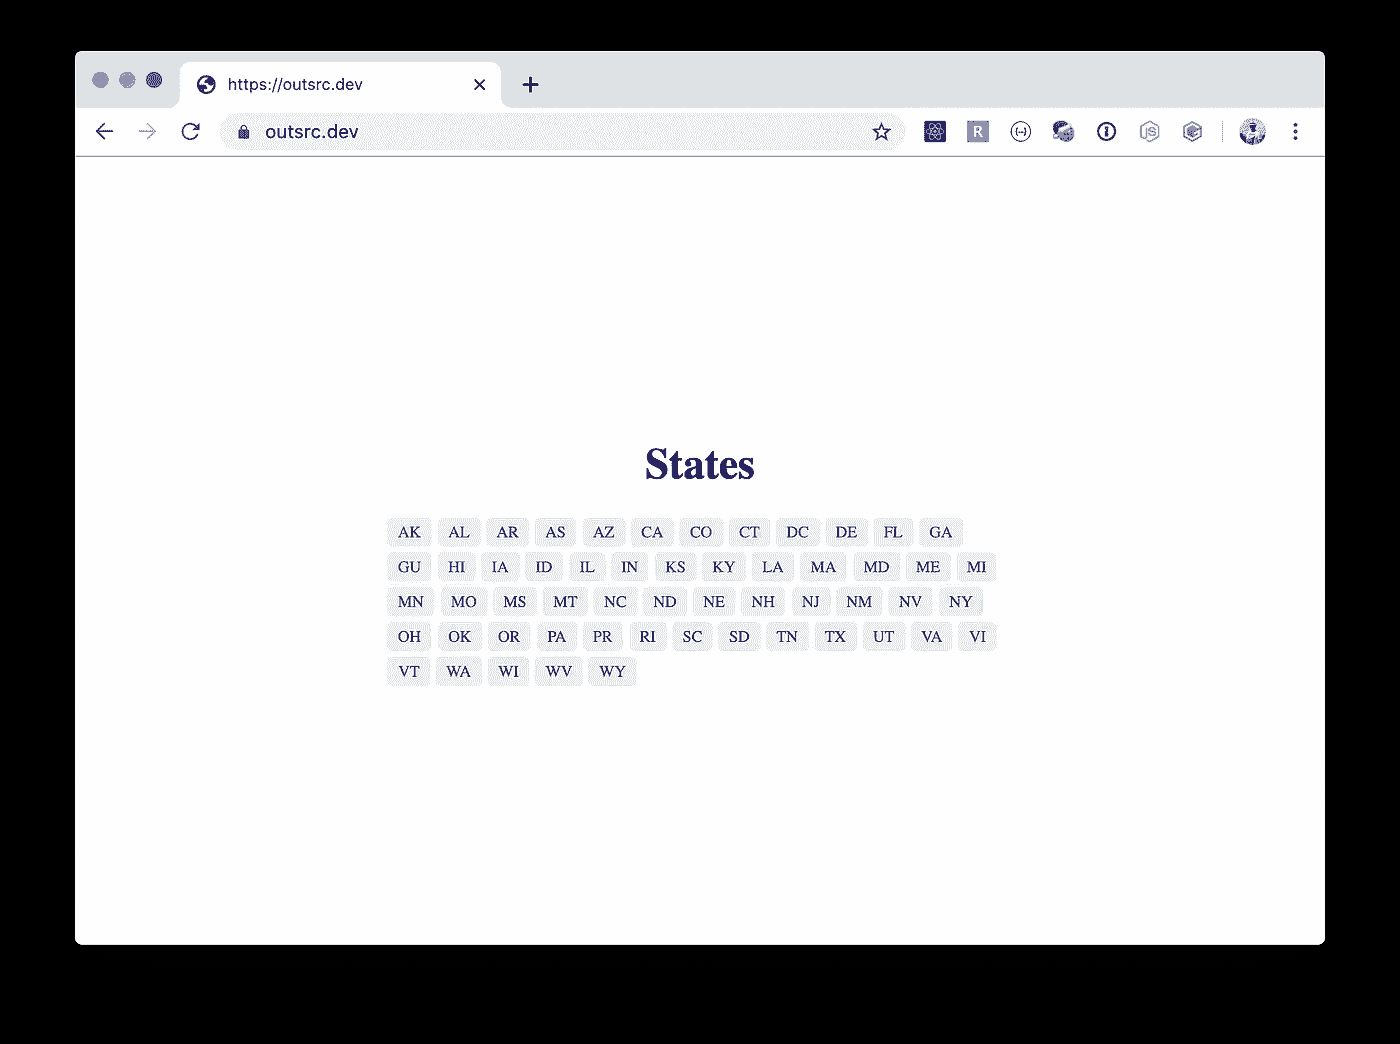 https://outsrc.dev
outsrc.dev
R
JS
States
AK AL AR AS AZ CA CO CT DC DE FL GA
GU HI IA ID IL IN KS KY LA MA MD ME MI
MN MO MS MT NC ND NE NH NJ NM NV NY
OH OK OR PA PR RI SC SD TN TX UT VA VI
VT WA WI WV WY